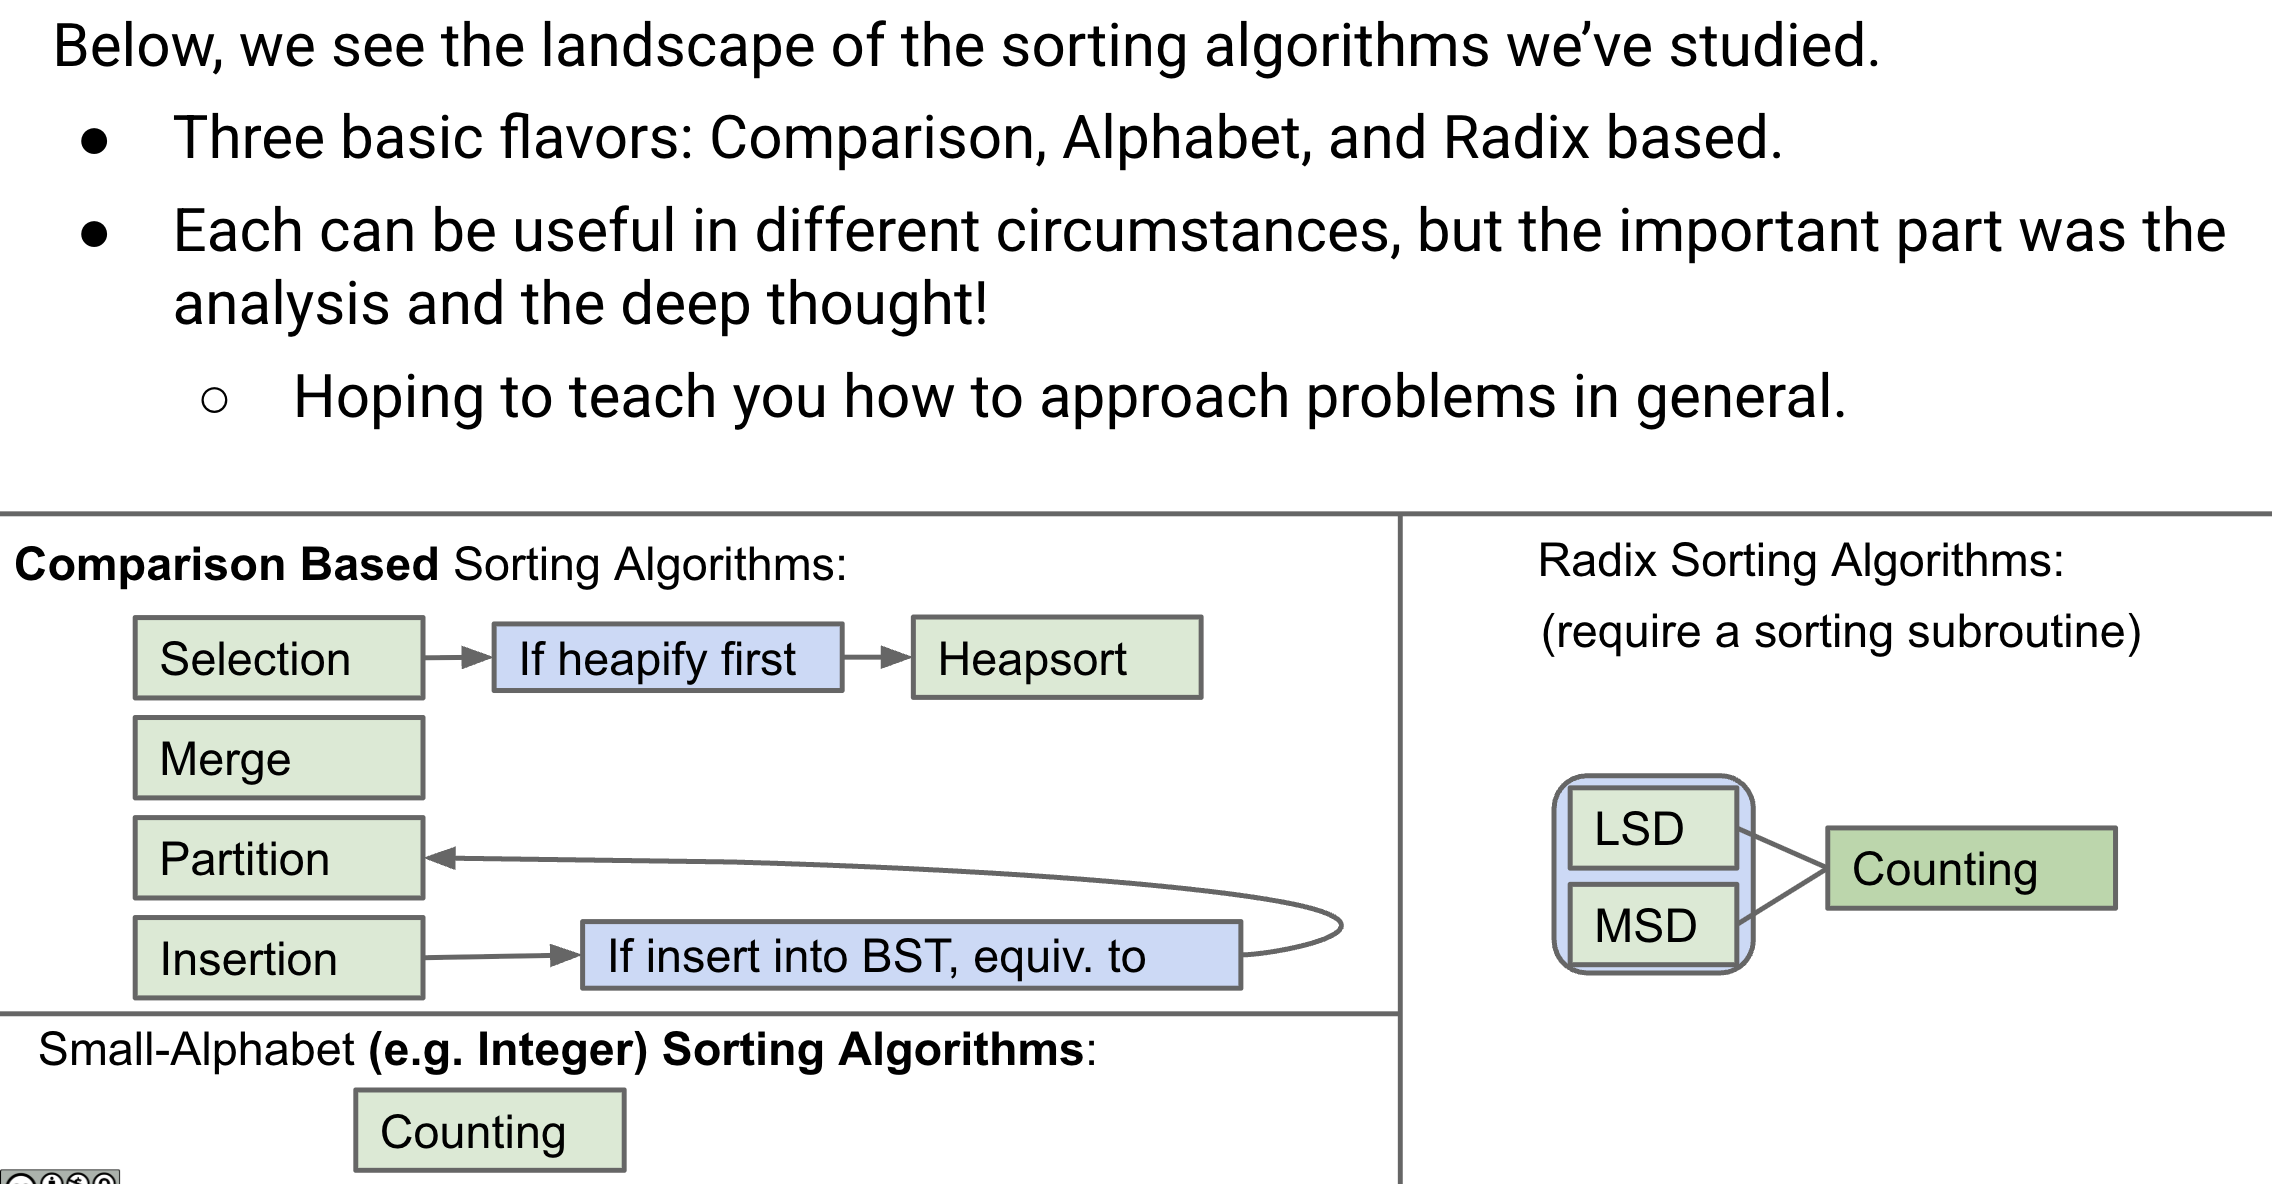 Below, we see the landscape of the sorting algorithms we’ve studied.
● Three basic flavors: Comparison, Alphabet, and Radix based.
● Each can be useful in different circumstances, but the important part was the
analysis and the deep thought!
○ Hoping to teach you how to approach problems in general.
Comparison Based Sorting Algorithms:
Selection
If heapify first
Heapsort
Merge
Partition
Insertion
If insert into BST, equiv. to
Small-Alphabet (e.g. Integer) Sorting Algorithms:
Counting
Radix Sorting Algorithms:
(require a sorting subroutine)
LSD
MSD
Counting